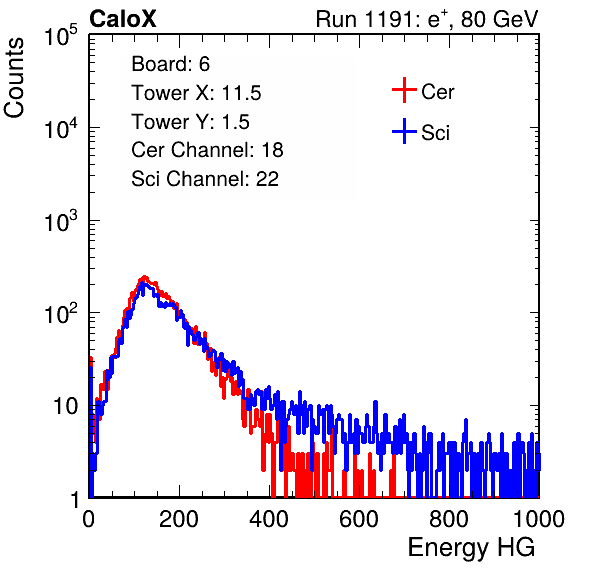 CaloX Run 1191: e⁺, 80 GeV
Counts
10⁵
10⁴
10³
10²
10
1
Board: 6
Tower X: 11.5
Tower Y: 1.5
Cer Channel: 18
Sci Channel: 22
Cer
Sci
0 200 400 600 800 1000
Energy HG